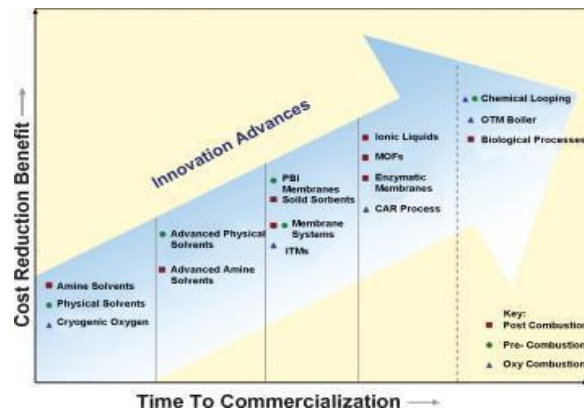 Cost Reduction Benefit
Innovation Advances
Amine Solvents
Physical Solvents
Cryogenic Oxygen
Advanced Physical
Solvents
Advanced Amine
Solvents
PBI
Membranes
Solid Sorbents
Membrane
Systems
ITMs
Ionic Liquids
MOFs
Enzymatic
Membranes
CAR Process
Chemical Looping
OTM Boiler
Biological Processes
Key:
Post Combustion
Pre- Combustion
Oxy Combustion
Time To Commercialization